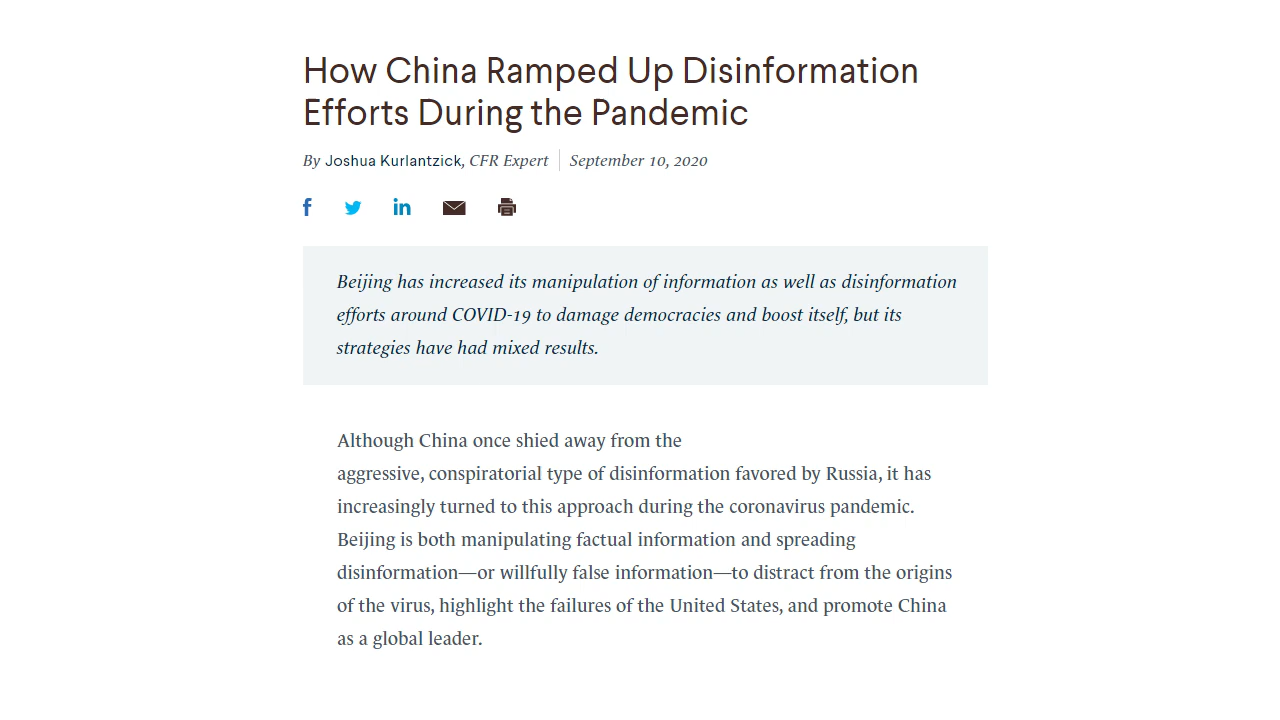 How China Ramped Up Disinformation
Efforts During the Pandemic
By Joshua Kurlantzick, CFR Expert September 10, 2020
Beijing has increased its manipulation of information as well as disinformation
efforts around COVID-19 to damage democracies and boost itself, but its
strategies have had mixed results.
Although China once shied away from the
aggressive, conspiratorial type of disinformation favored by Russia, it has
increasingly turned to this approach during the coronavirus pandemic.
Beijing is both manipulating factual information and spreading
disinformation—or willfully false information—to distract from the origins
of the virus, highlight the failures of the United States, and promote China
as a global leader.